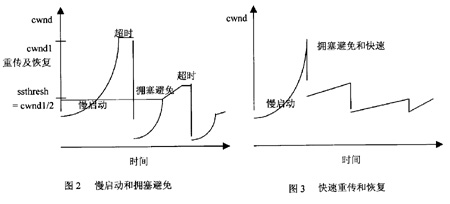 cwnd
cwnd1
重传及恢复
ssthresh
= cwnd1/2
超时
慢启动
拥塞避免
超时
时间
图 2 慢启动和拥塞避免
cwnd
拥塞避免和快速
慢启动
时间
图 3 快速重传和恢复